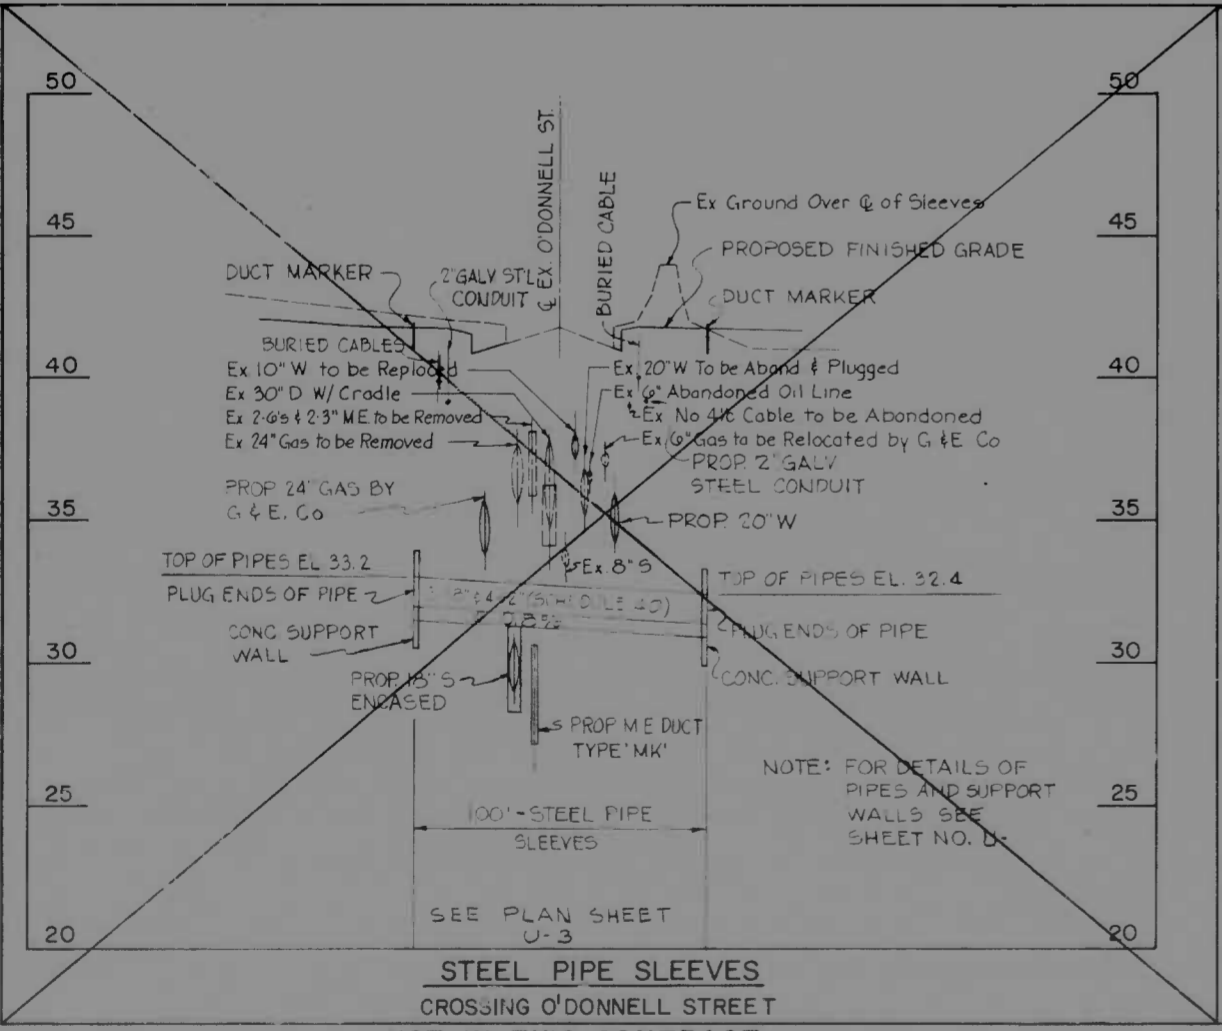 50
50
45
45
40
40
35
35
30
30
25
25
20
20
℄ EX. O'DONNELL ST.
BURIED CABLE
Ex Ground Over ℄ of Sleeves
PROPOSED FINISHED GRADE
DUCT MARKER
2" GALV ST'L
CONDUIT
DUCT MARKER
BURIED CABLES
Ex 10" W to be Replaced
Ex 30" D W/ Cradle
Ex 2-6's & 2-3" M.E. to be Removed
Ex 24" Gas to be Removed
Ex 20" W To be Aband & Plugged
Ex 6" Abandoned Oil Line
Ex No 4/c Cable to be Abandoned
Ex 6" Gas to be Relocated by G & E Co
PROP. 2" GALV
STEEL CONDUIT
PROP 24" GAS BY
G & E. Co
PROP. 20" W
Ex. 8" S
TOP OF PIPES EL 33.2
TOP OF PIPES EL. 32.4
PLUG ENDS OF PIPE
(SCHEDULE 40)
PLUG ENDS OF PIPE
CONC. SUPPORT
WALL
CONC. SUPPORT WALL
PROP. 18" S
ENCASED
PROP M E DUCT
TYPE 'MK'
NOTE: FOR DETAILS OF
PIPES AND SUPPORT
WALLS SEE
SHEET NO. U-
100' - STEEL PIPE
SLEEVES
SEE PLAN SHEET
U-3
STEEL PIPE SLEEVES
CROSSING O'DONNELL STREET